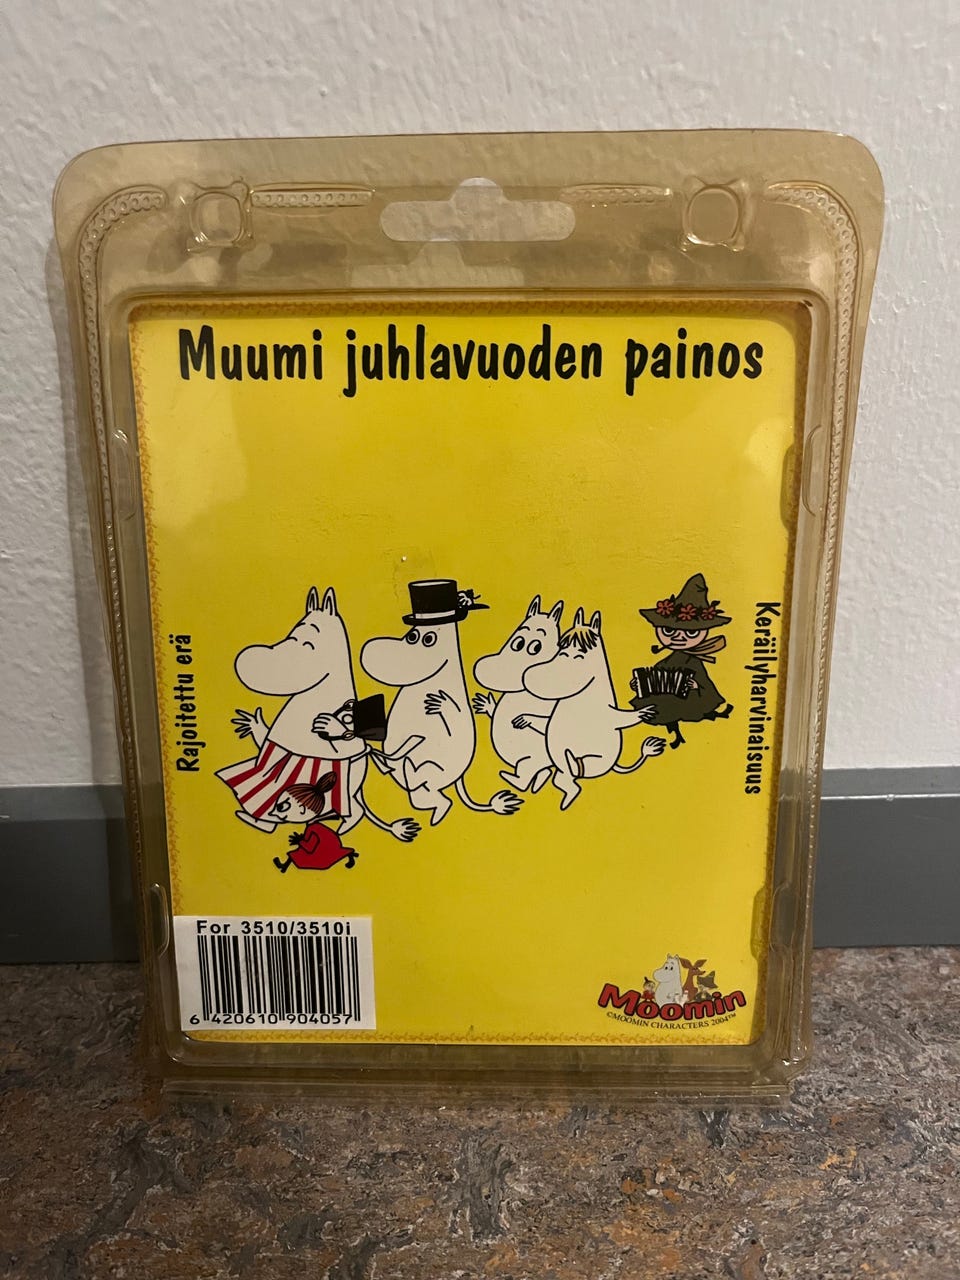 Muumi juhlavuoden painos
Rajoitettu erä
Keräilyharvinaisuus
For 3510/3510i
6 420610 904057
Moomin
©MOOMIN CHARACTERS 2004™